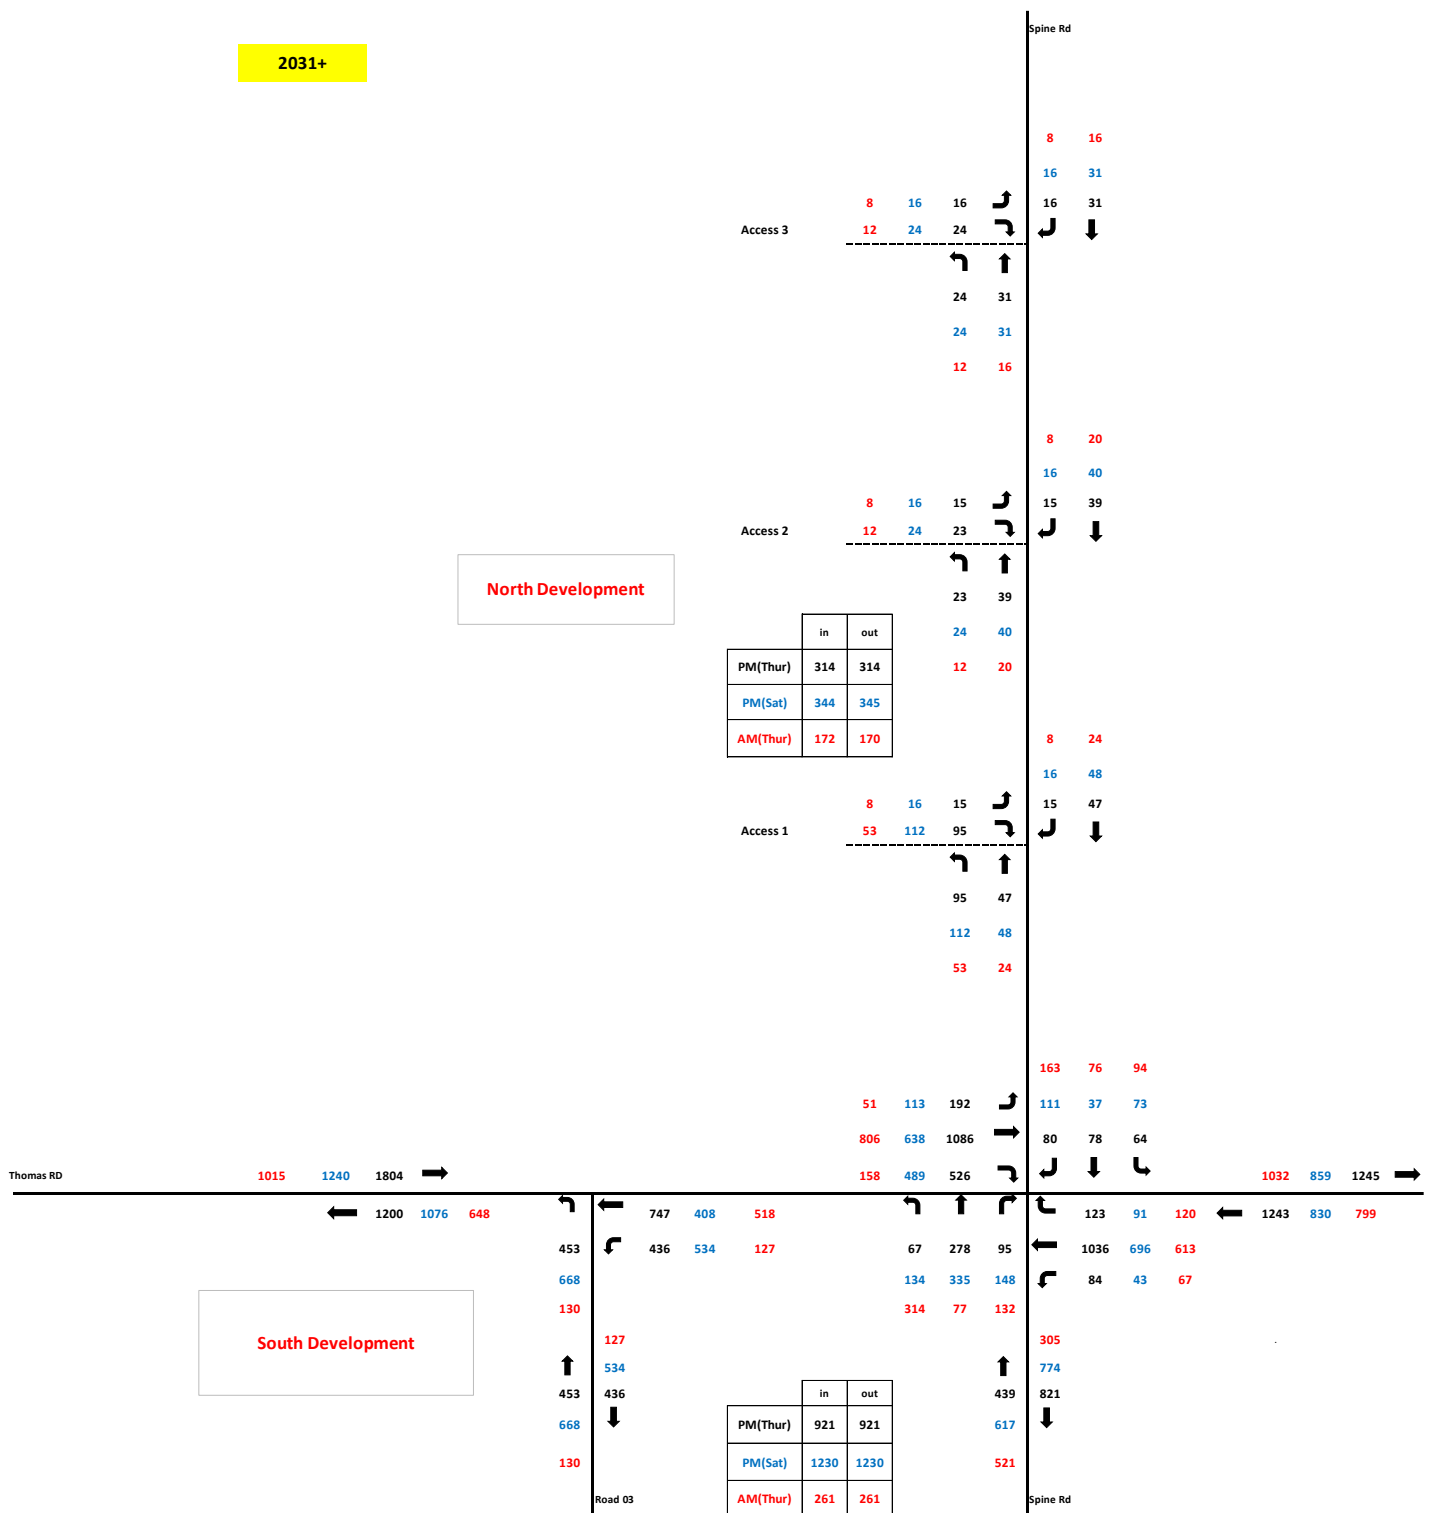 Spine Rd
2031+
8 16
16 31
8 16 16 16 31
Access 3 12 24 24
24 31
24 31
12 16
8 20
16 40
8 16 15 15 39
Access 2 12 24 23
North Development
23 39
in out 24 40
PM(Thur) 314 314 12 20
PM(Sat) 344 345
AM(Thur) 172 170 8 24
16 48
8 16 15 15 47
Access 1 53 112 95
95 47
112 48
53 24
163 76 94
51 113 192 111 37 73
806 638 1086 80 78 64
Thomas RD 1015 1240 1804 158 489 526 1032 859 1245
1200 1076 648 747 408 518 123 91 120 1243 830 799
453 436 534 127 67 278 95 1036 696 613
668 134 335 148 84 43 67
130 314 77 132
South Development
127 305 .
534 774
453 436 in out 439 821
668 PM(Thur) 921 921 617
130 PM(Sat) 1230 1230 521
Road 03 AM(Thur) 261 261 Spine Rd